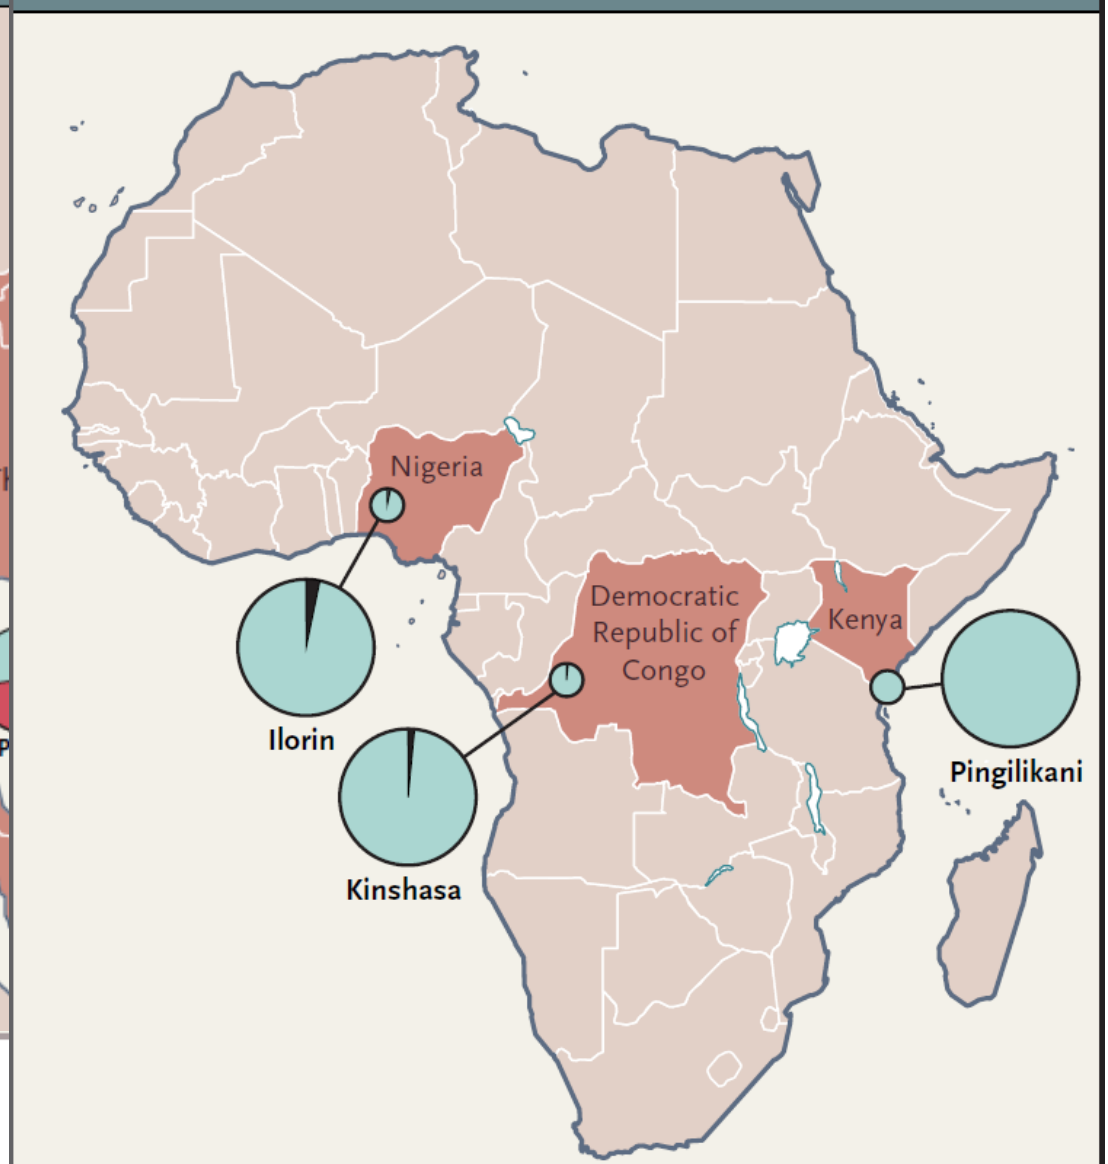 Nigeria
Democratic
Republic of
Congo
Kenya
Ilorin
Pingilikani
Kinshasa